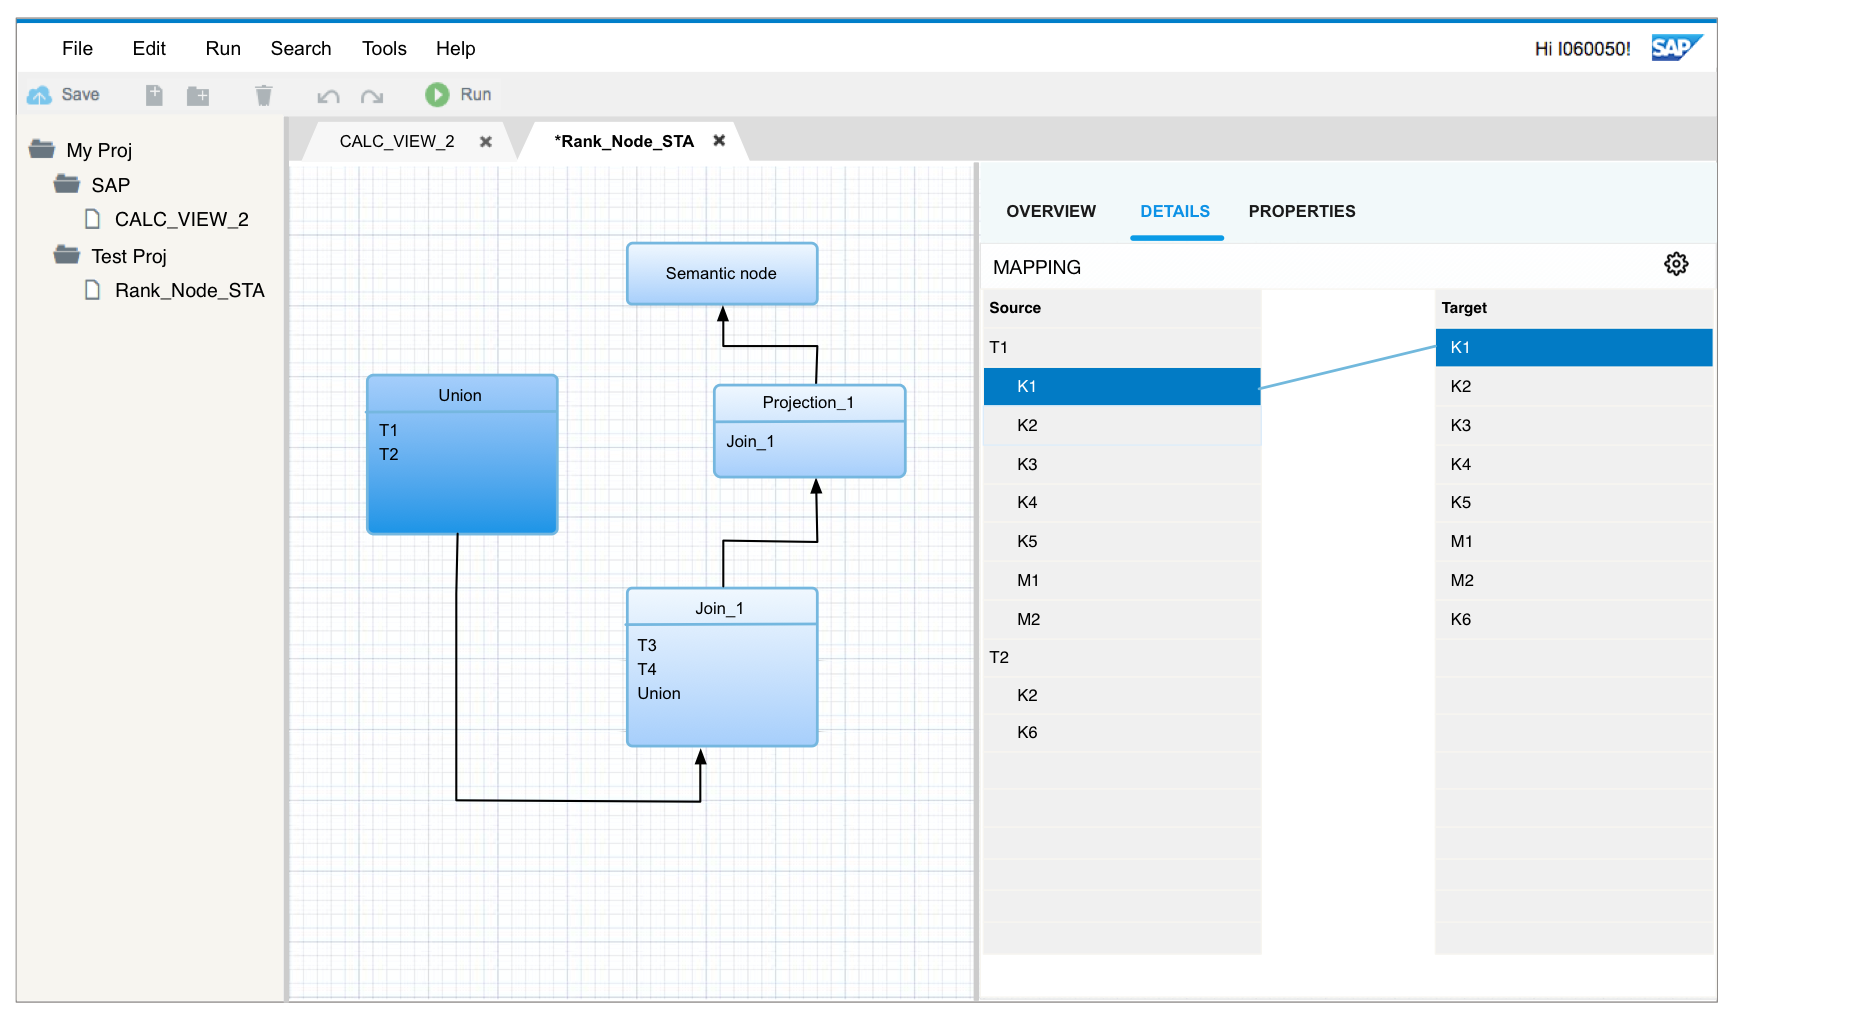 File Edit Run Search Tools Help Hi I060050! SAP
Save Run
CALC_VIEW_2 *Rank_Node_STA
My Proj
SAP
CALC_VIEW_2
Test Proj
Rank_Node_STA
Semantic node
Union
T1
T2
Projection_1
Join_1
Join_1
T3
T4
Union
OVERVIEW DETAILS PROPERTIES
MAPPING
Source
T1
K1
K2
K3
K4
K5
M1
M2
T2
K2
K6
Target
K1
K2
K3
K4
K5
M1
M2
K6